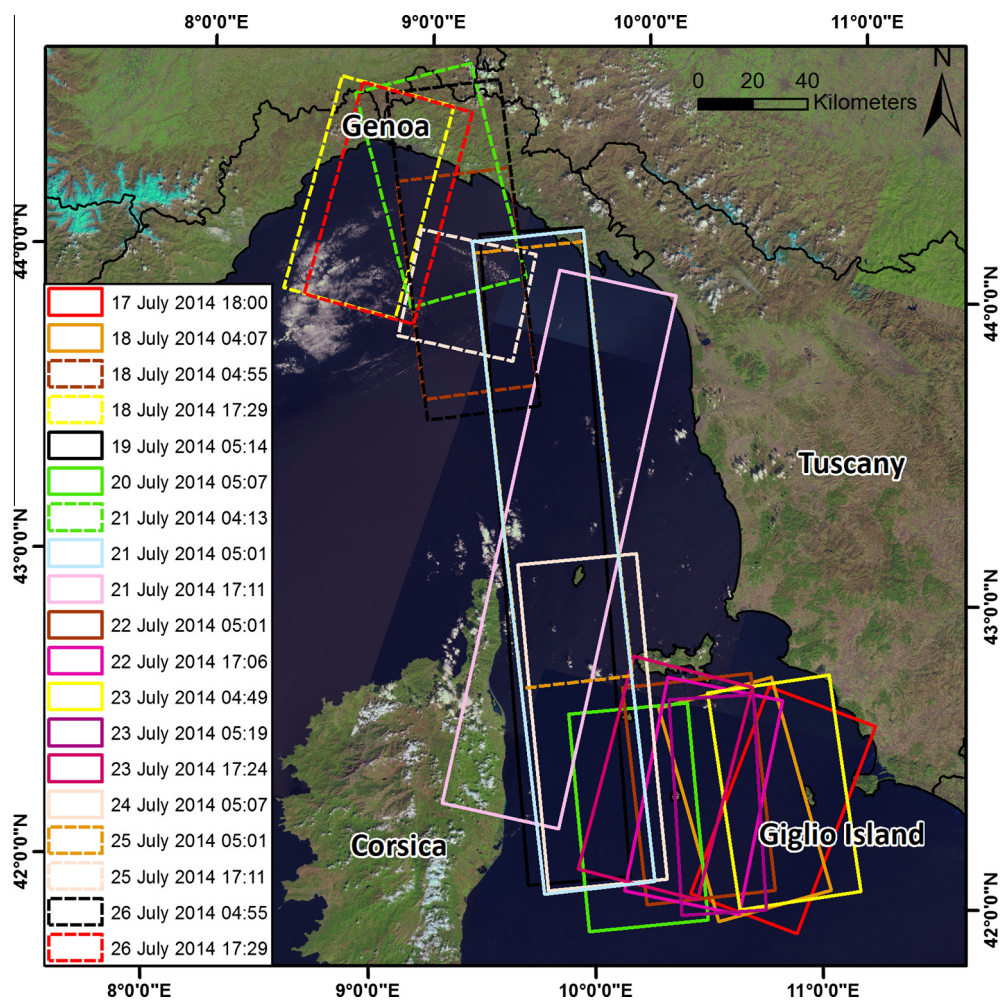 8°0'0"E 9°0'0"E 10°0'0"E 11°0'0"E
N
0 20 40
Kilometers
Genoa
44°0'0"N
44°0'0"N
17 July 2014 18:00
18 July 2014 04:07
18 July 2014 04:55
18 July 2014 17:29
19 July 2014 05:14
20 July 2014 05:07
21 July 2014 04:13
21 July 2014 05:01
21 July 2014 17:11
22 July 2014 05:01
22 July 2014 17:06
23 July 2014 04:49
23 July 2014 05:19
23 July 2014 17:24
24 July 2014 05:07
25 July 2014 05:01
25 July 2014 17:11
26 July 2014 04:55
26 July 2014 17:29
Tuscany
43°0'0"N
43°0'0"N
Giglio Island
Corsica
42°0'0"N
42°0'0"N
8°0'0"E 9°0'0"E 10°0'0"E 11°0'0"E